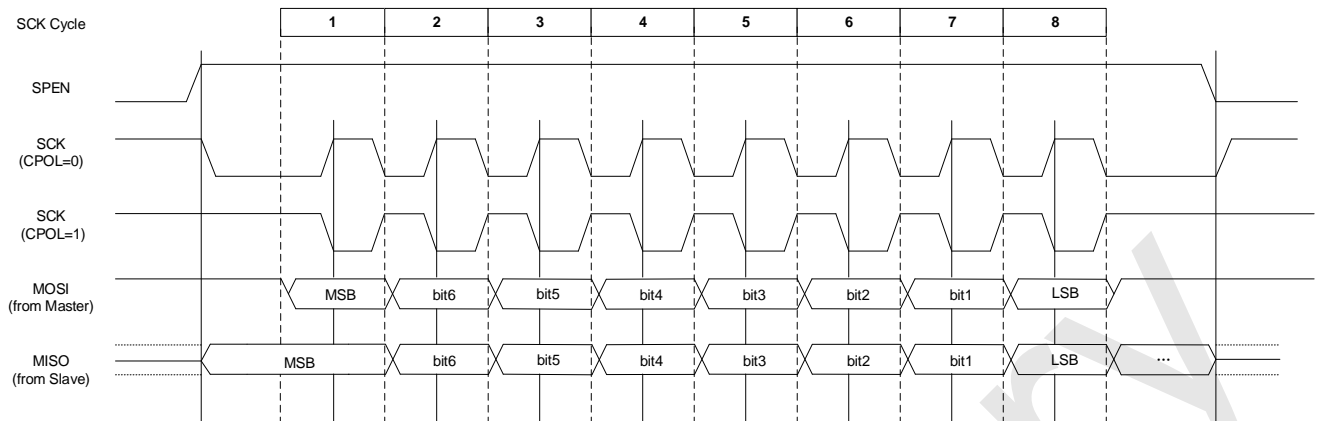 SCK Cycle 1 2 3 4 5 6 7 8
SPEN
SCK
(CPOL=0)
SCK
(CPOL=1)
MOSI
(from Master)
MSB bit6 bit5 bit4 bit3 bit2 bit1 LSB
MISO
(from Slave)
MSB bit6 bit5 bit4 bit3 bit2 bit1 LSB ...
ry